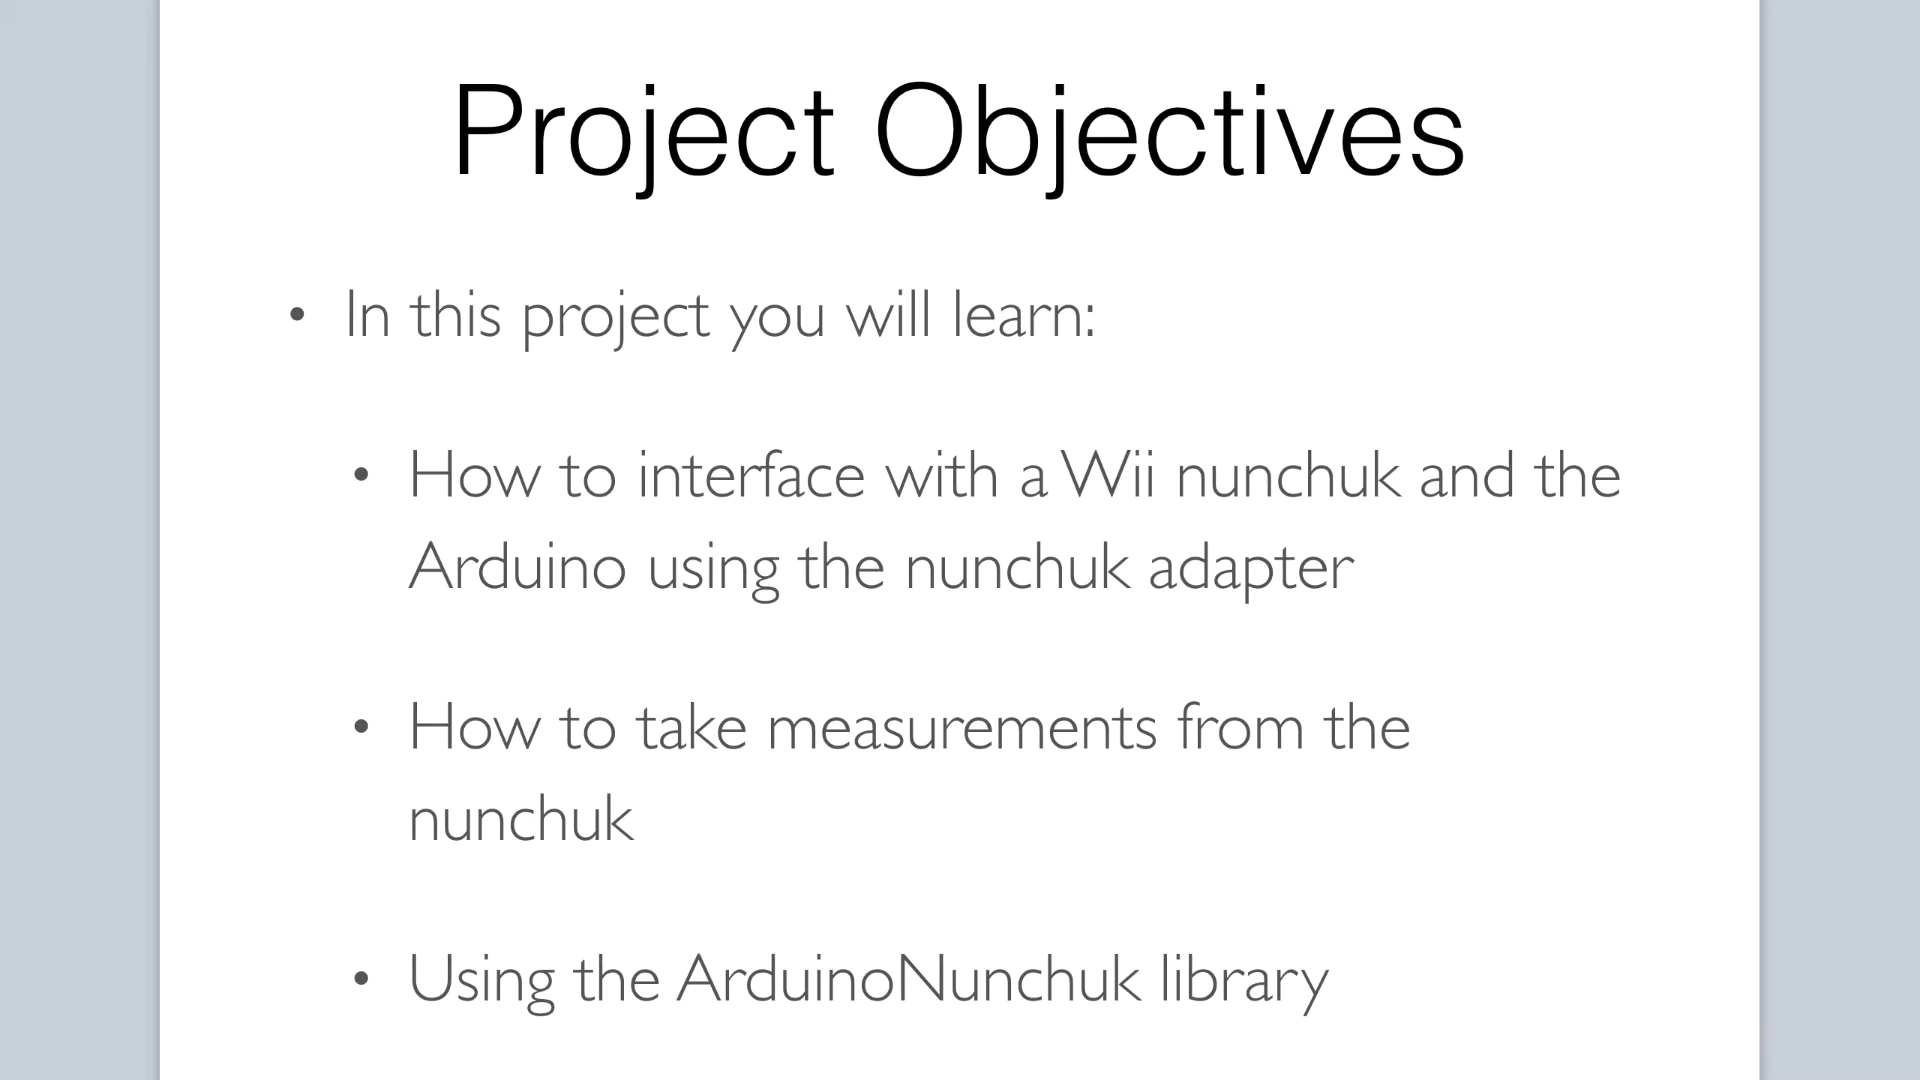 Project Objectives
• In this project you will learn:
• How to interface with a Wii nunchuk and the
Arduino using the nunchuk adapter
• How to take measurements from the
nunchuk
• Using the ArduinoNunchuk library